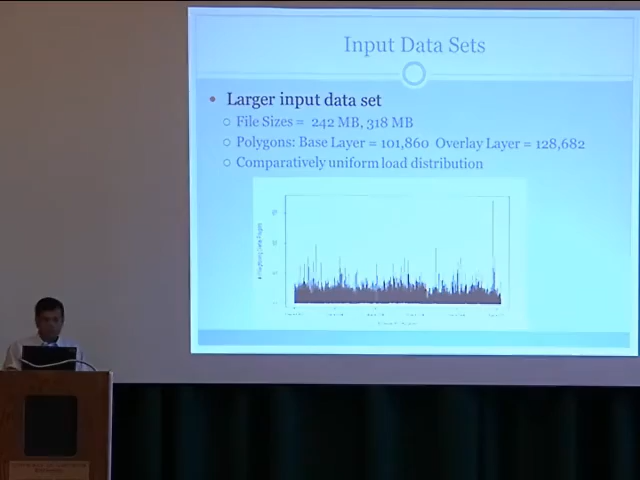 Input Data Sets
Larger input data set
File Sizes = 242 MB, 318 MB
Polygons: Base Layer = 101,860 Overlay Layer = 128,682
Comparatively uniform load distribution